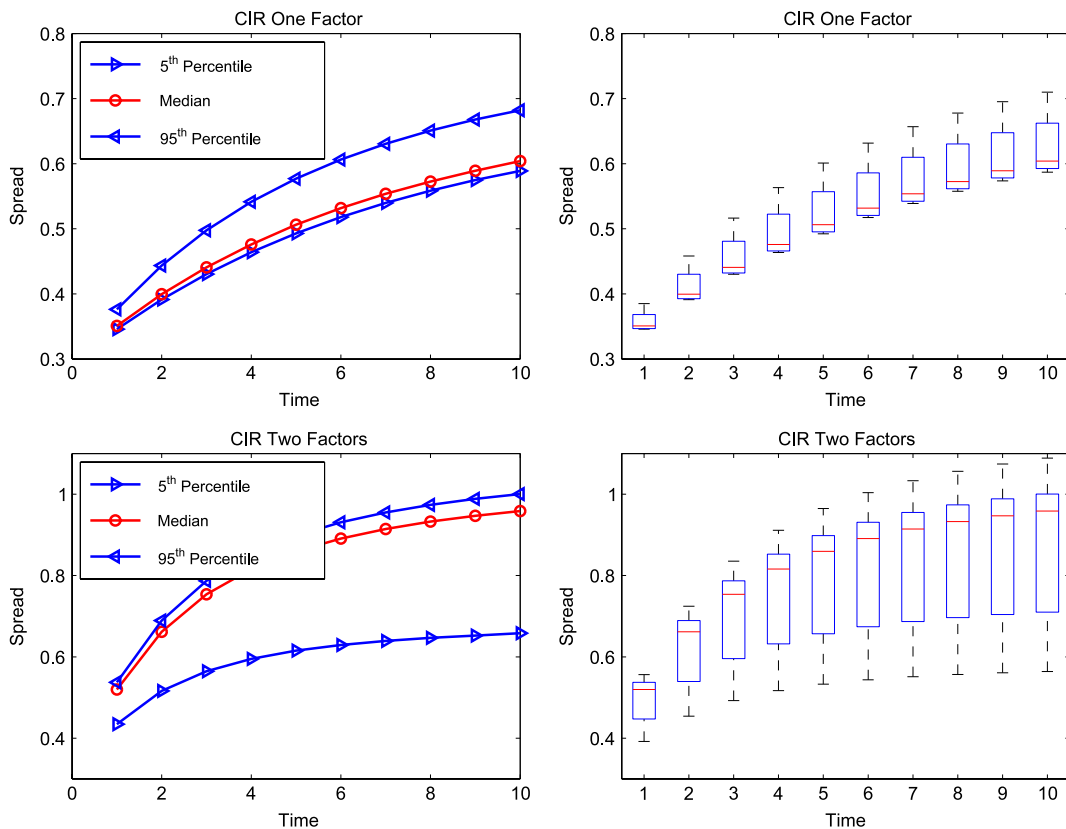 CIR One Factor
0.8
0.7
0.6
0.5
0.4
0.3
Spread
5th Percentile
Median
95th Percentile
0 2 4 6 8 10
Time
CIR One Factor
0.8
0.7
0.6
0.5
0.4
0.3
Spread
1 2 3 4 5 6 7 8 9 10
Time
CIR Two Factors
1
0.8
0.6
0.4
Spread
5th Percentile
Median
95th Percentile
0 2 4 6 8 10
Time
CIR Two Factors
1
0.8
0.6
0.4
Spread
1 2 3 4 5 6 7 8 9 10
Time